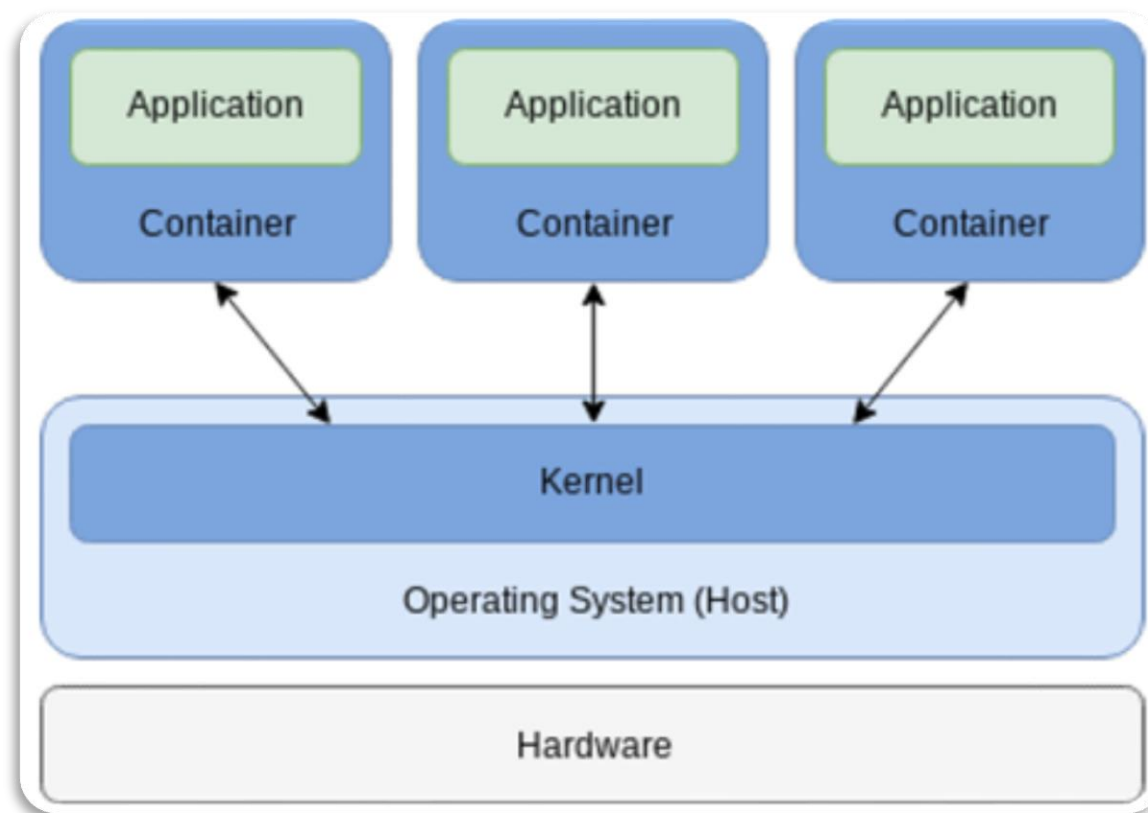 Application
Application
Application
Container
Container
Container
Kernel
Operating System (Host)
Hardware